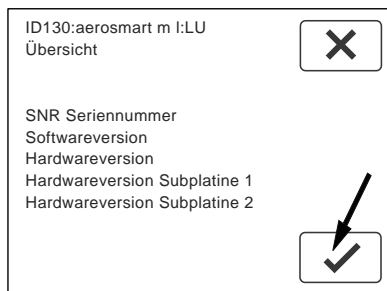 ID130:aerosmart m l:LU
Übersicht
SNR Seriennummer
Softwareversion
Hardwareversion
Hardwareversion Subplatine 1
Hardwareversion Subplatine 2